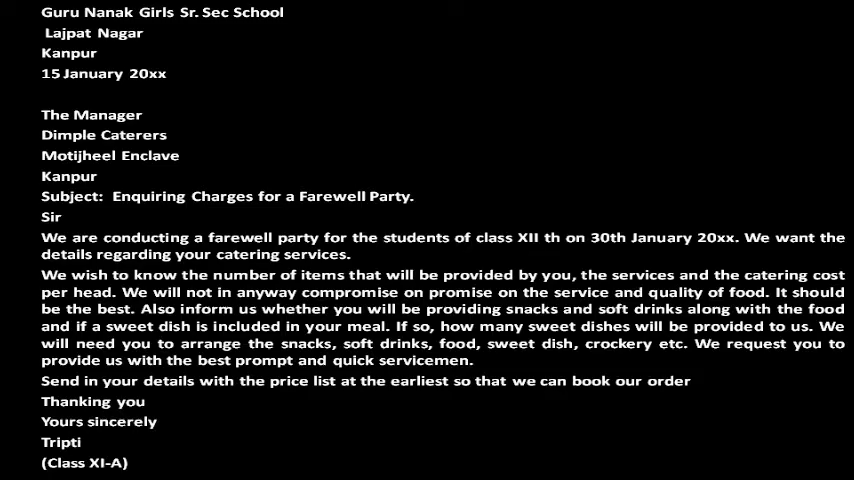 Guru Nanak Girls Sr. Sec School
Lajpat Nagar
Kanpur
15 January 20xx
The Manager
Dimple Caterers
Motijheel Enclave
Kanpur
Subject: Enquiring Charges for a Farewell Party.
Sir
We are conducting a farewell party for the students of class XII th on 30th January 20xx. We want the
details regarding your catering services.
We wish to know the number of items that will be provided by you, the services and the catering cost
per head. We will not in anyway compromise on promise on the service and quality of food. It should
be the best. Also inform us whether you will be providing snacks and soft drinks along with the food
and if a sweet dish is included in your meal. If so, how many sweet dishes will be provided to us. We
will need you to arrange the snacks, soft drinks, food, sweet dish, crockery etc. We request you to
provide us with the best prompt and quick servicemen.
Send in your details with the price list at the earliest so that we can book our order
Thanking you
Yours sincerely
Tripti
(Class XI-A)